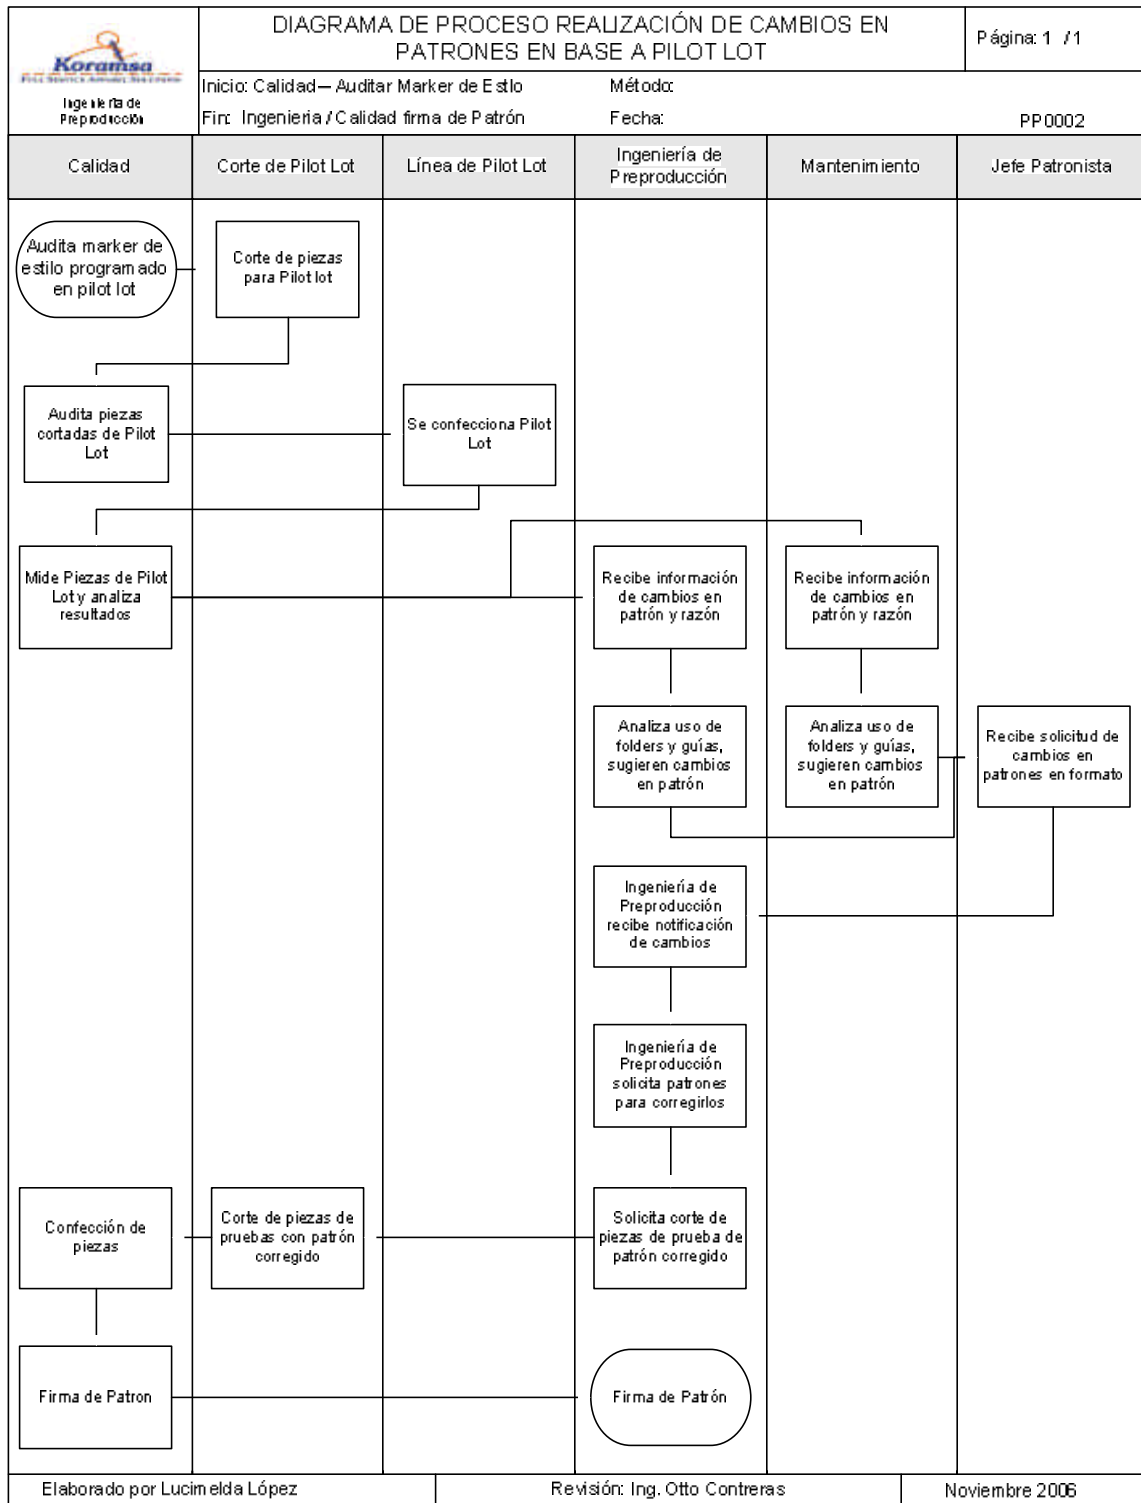 Koramsa
FULL SERVICE APPAREL SOLUTIONS
Ingeniería de
Preproducción
DIAGRAMA DE PROCESO REALIZACIÓN DE CAMBIOS EN
PATRONES EN BASE A PILOT LOT
Página: 1 /1
Inicio: Calidad – Auditar Marker de Estlo
Método:
Fin: Ingenieria / Calidad firma de Patrón
Fecha:
PP0002
Calidad
Corte de Pilot Lot
Línea de Pilot Lot
Ingeniería de
Preproducción
Mantenimiento
Jefe Patronista
Audita marker de
estilo programado
en pilot lot
Corte de piezas
para Pilot lot
Audita piezas
cortadas de Pilot
Lot
Se confecciona Pilot
Lot
Mide Piezas de Pilot
Lot y analiza
resultados
Recibe información
de cambios en
patrón y razón
Recibe información
de cambios en
patrón y razón
Analiza uso de
folders y guías,
sugieren cambios
en patrón
Analiza uso de
folders y guías,
sugieren cambios
en patrón
Recibe solicitud de
cambios en
patrones en formato
Ingeniería de
Preproducción
recibe notificación
de cambios
Ingeniería de
Preproducción
solicita patrones
para corregirlos
Confección de
piezas
Corte de piezas de
pruebas con patrón
corregido
Solicita corte de
piezas de prueba de
patrón corregido
Firma de Patron
Firma de Patrón
Elaborado por Lucimelda López
Revisión: Ing. Otto Contreras
Noviembre 2006